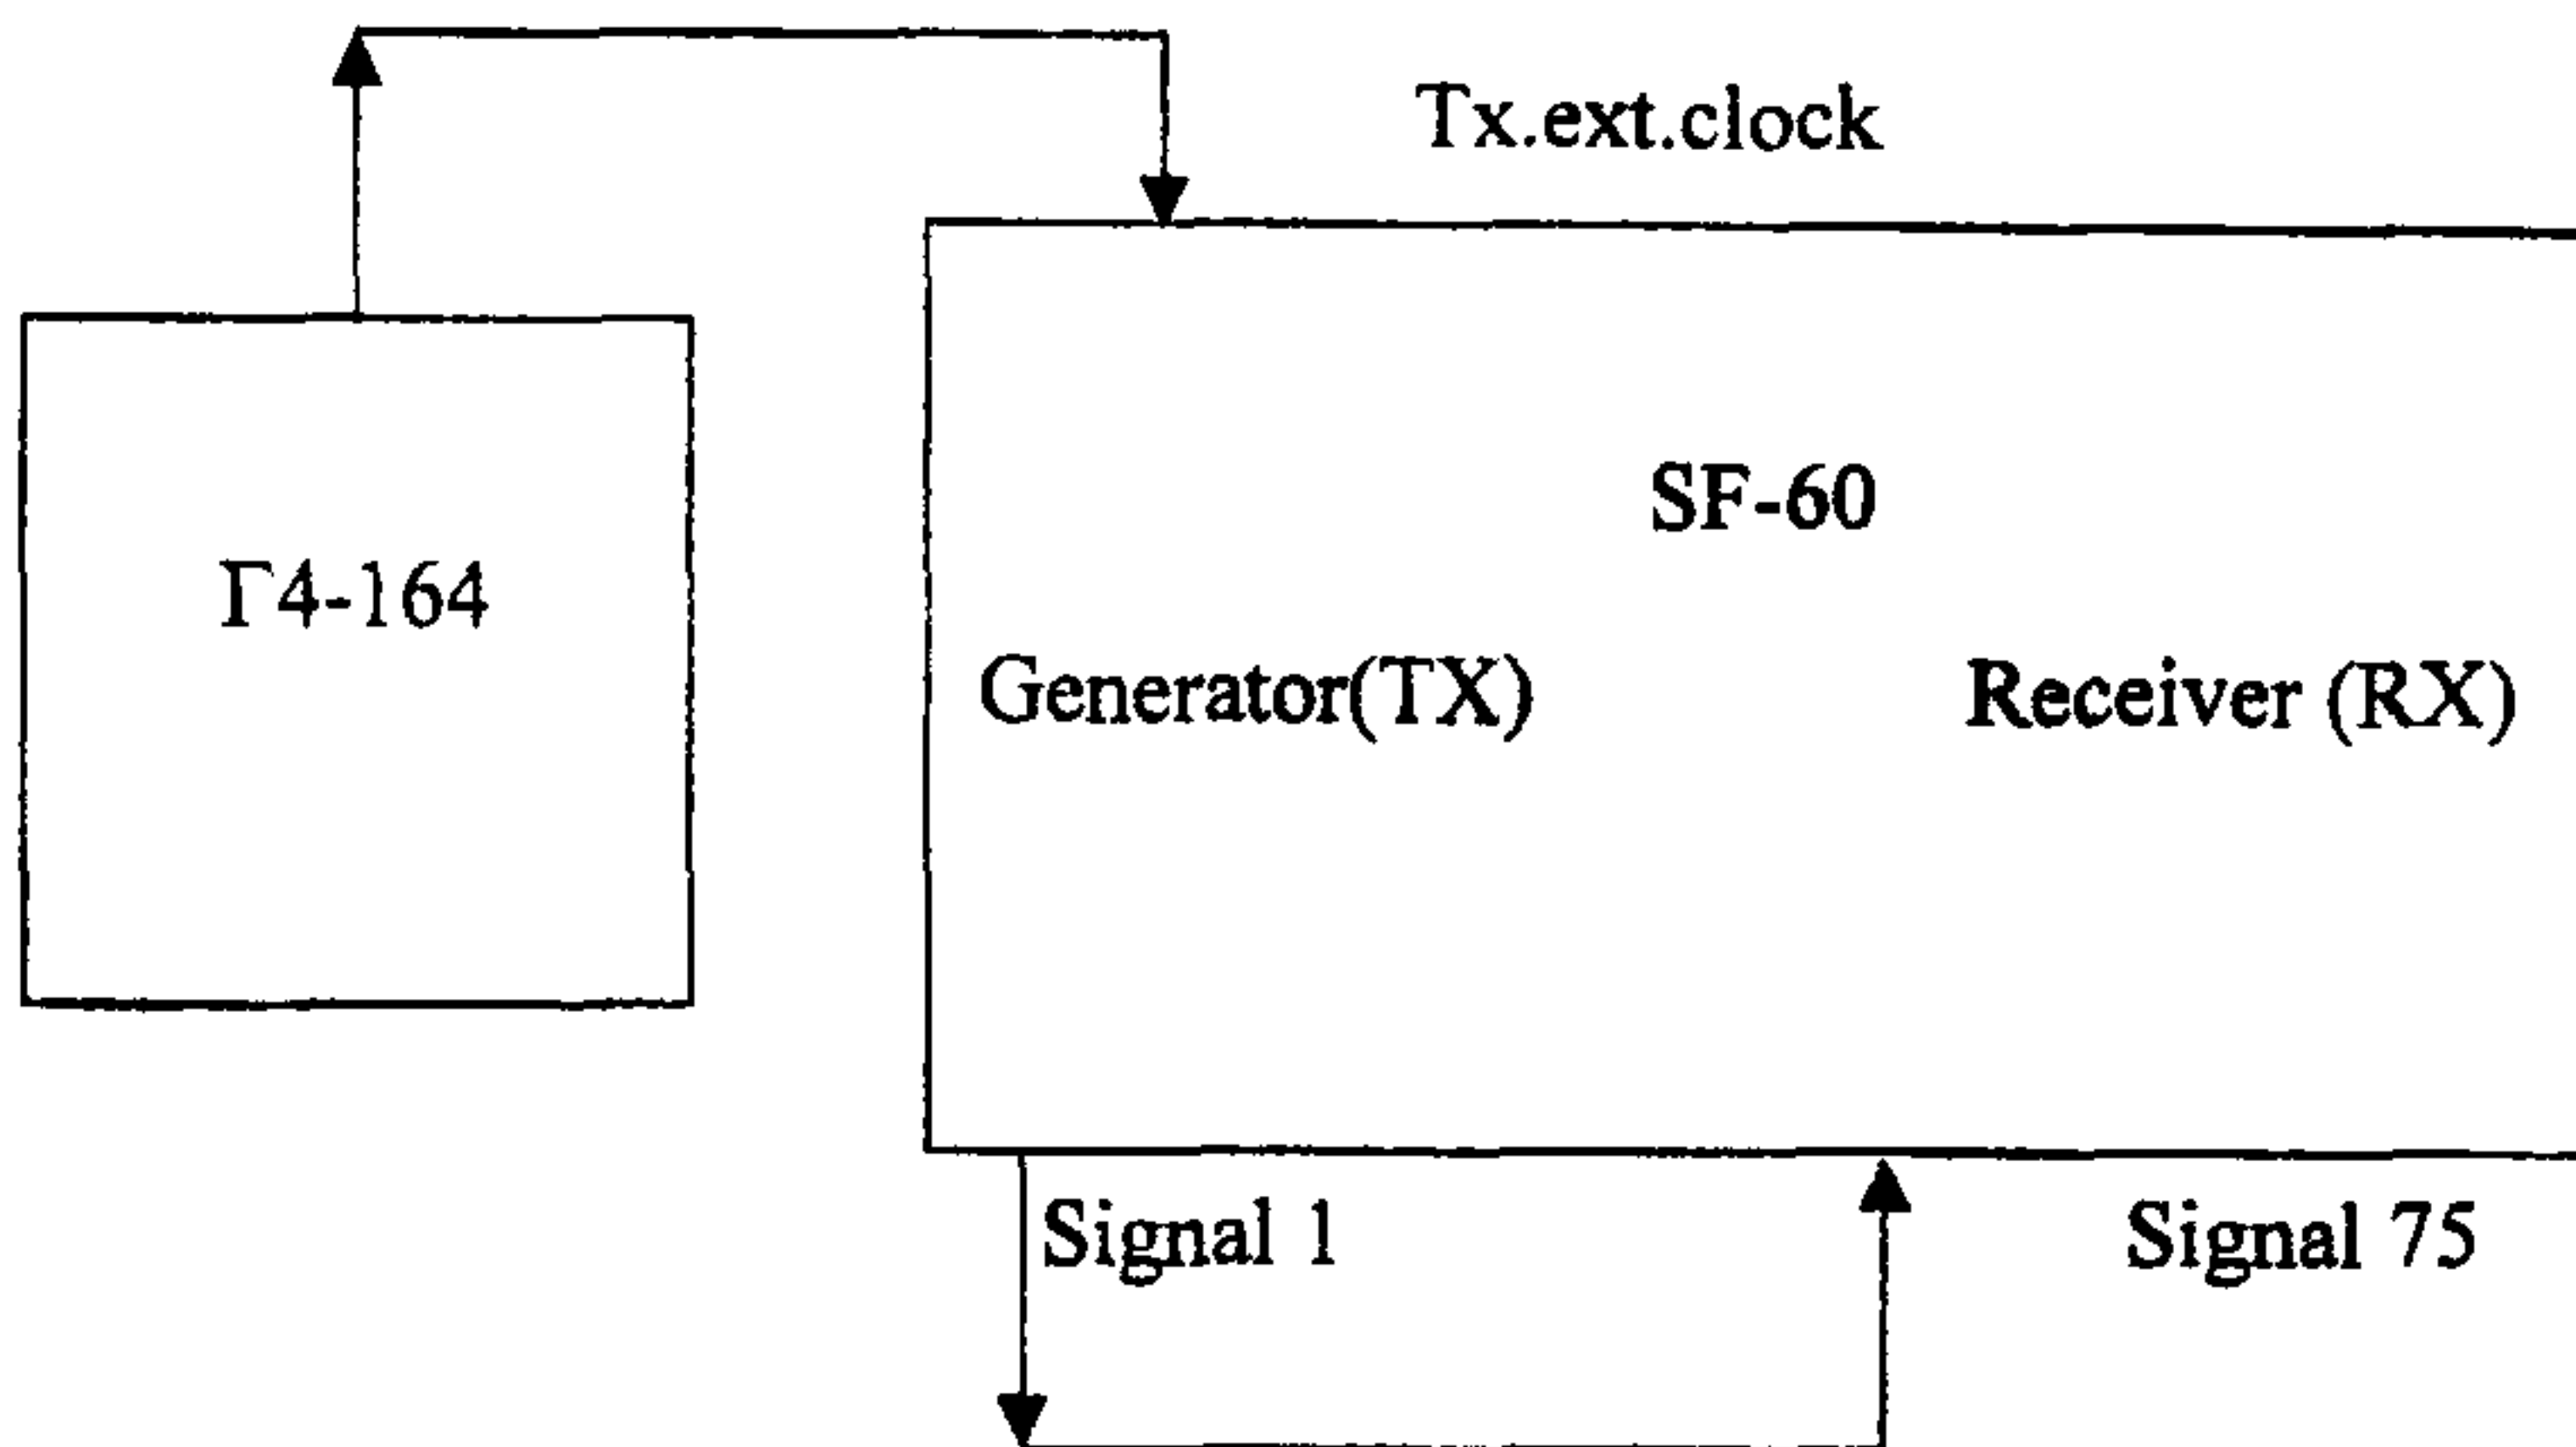 Tx.ext.clock
SF-60
Г4-164
Generator(TX)
Receiver (RX)
Signal 1
Signal 75